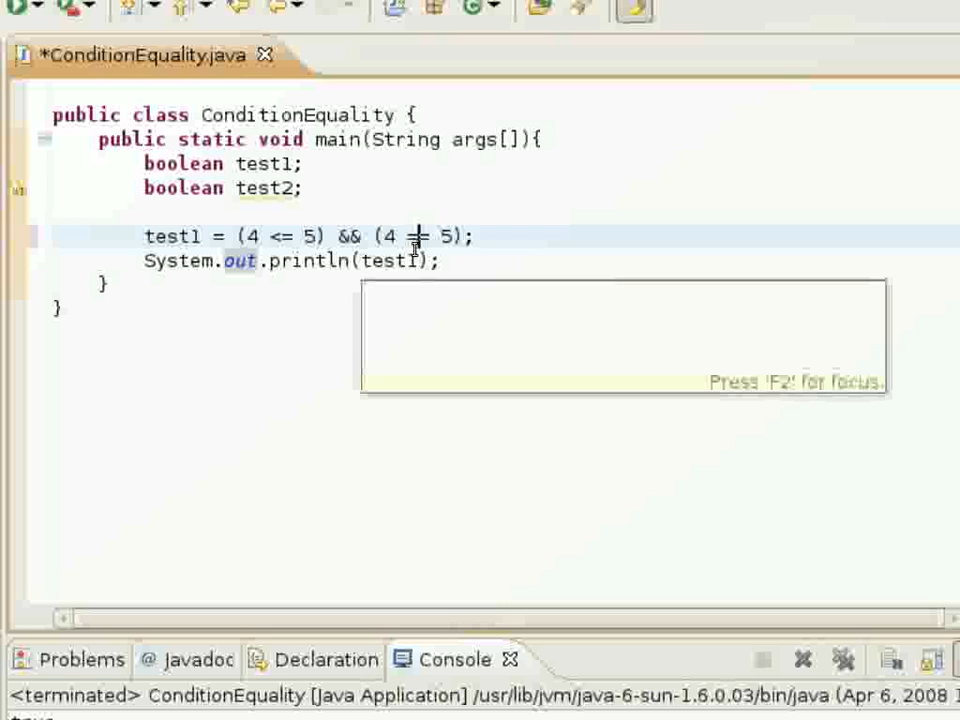 *ConditionEquality.java
public class ConditionEquality {
public static void main(String args[]){
boolean test1;
boolean test2;
test1 = (4 <= 5) && (4 == 5);
System.out.println(test1);
}
}
Press 'F2' for focus.
Problems @ Javadoc Declaration Console
<terminated> ConditionEquality [Java Application] /usr/lib/jvm/java-6-sun-1.6.0.03/bin/java (Apr 6, 2008 1